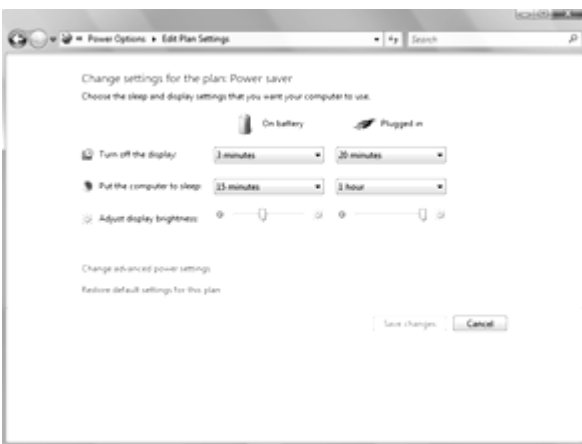 Power Options Edit Plan Settings Search
Change settings for the plan: Power saver
Choose the sleep and display settings that you want your computer to use.
On battery Plugged in
Turn off the display: 3 minutes 20 minutes
Put the computer to sleep: 15 minutes 1 hour
Adjust display brightness:
Change advanced power settings
Restore default settings for this plan
Save changes Cancel